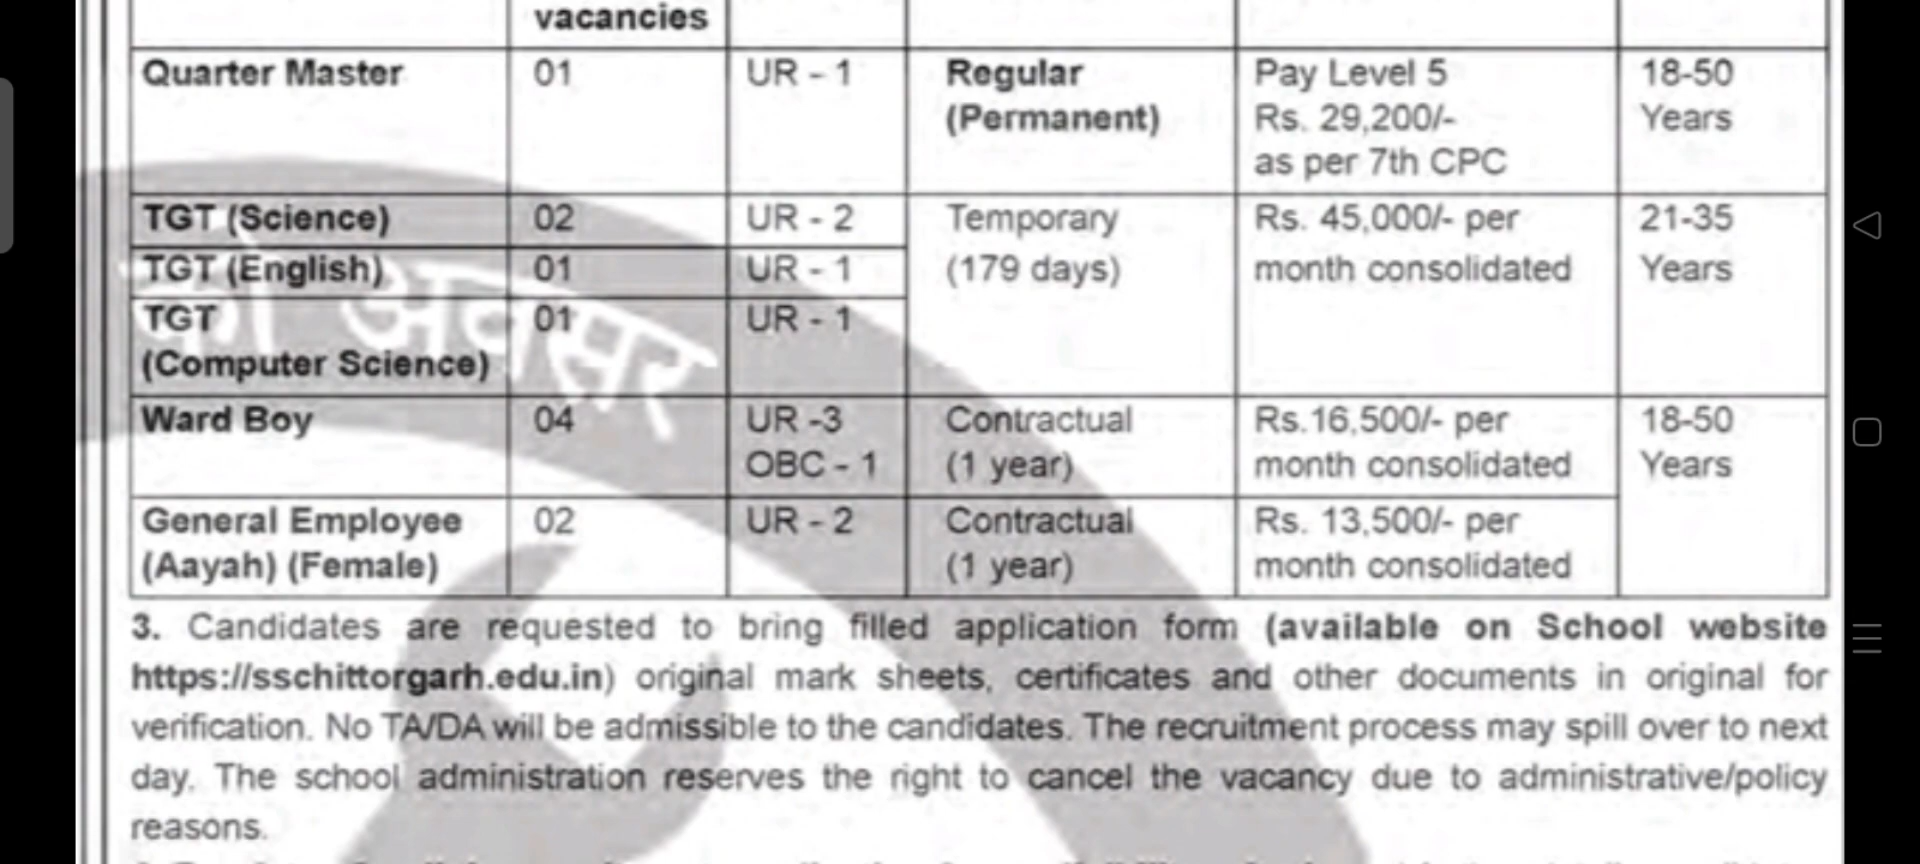 vacancies
Quarter Master 01 UR - 1 Regular Pay Level 5 18-50
(Permanent) Rs. 29,200/- Years
as per 7th CPC
TGT (Science) 02 UR - 2 Temporary Rs. 45,000/- per 21-35
TGT (English) 01 UR - 1 (179 days) month consolidated Years
TGT 01 UR - 1
(Computer Science)
Ward Boy 04 UR -3 Contractual Rs.16,500/- per 18-50
OBC - 1 (1 year) month consolidated Years
General Employee 02 UR - 2 Contractual Rs. 13,500/- per
(Aayah) (Female) (1 year) month consolidated
को अवसर
3. Candidates are requested to bring filled application form (available on School website
https://sschittorgarh.edu.in) original mark sheets, certificates and other documents in original for
verification. No TA/DA will be admissible to the candidates. The recruitment process may spill over to next
day. The school administration reserves the right to cancel the vacancy due to administrative/policy
reasons.